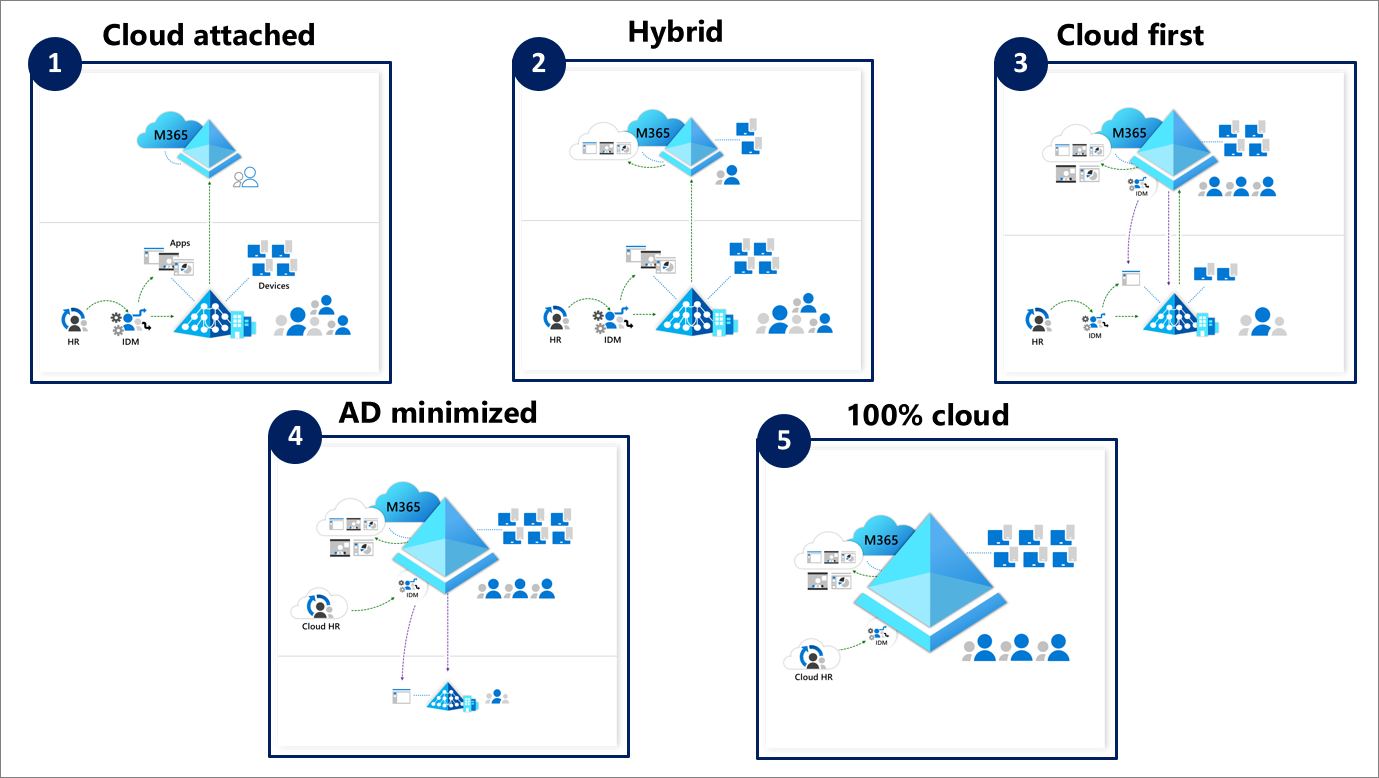 Cloud attached
1
M365
Apps
Devices
HR
IDM
Hybrid
2
M365
HR
IDM
Cloud first
3
M365
IDM
HR
IDM
AD minimized
4
M365
IDM
Cloud HR
100% cloud
5
M365
IDM
Cloud HR